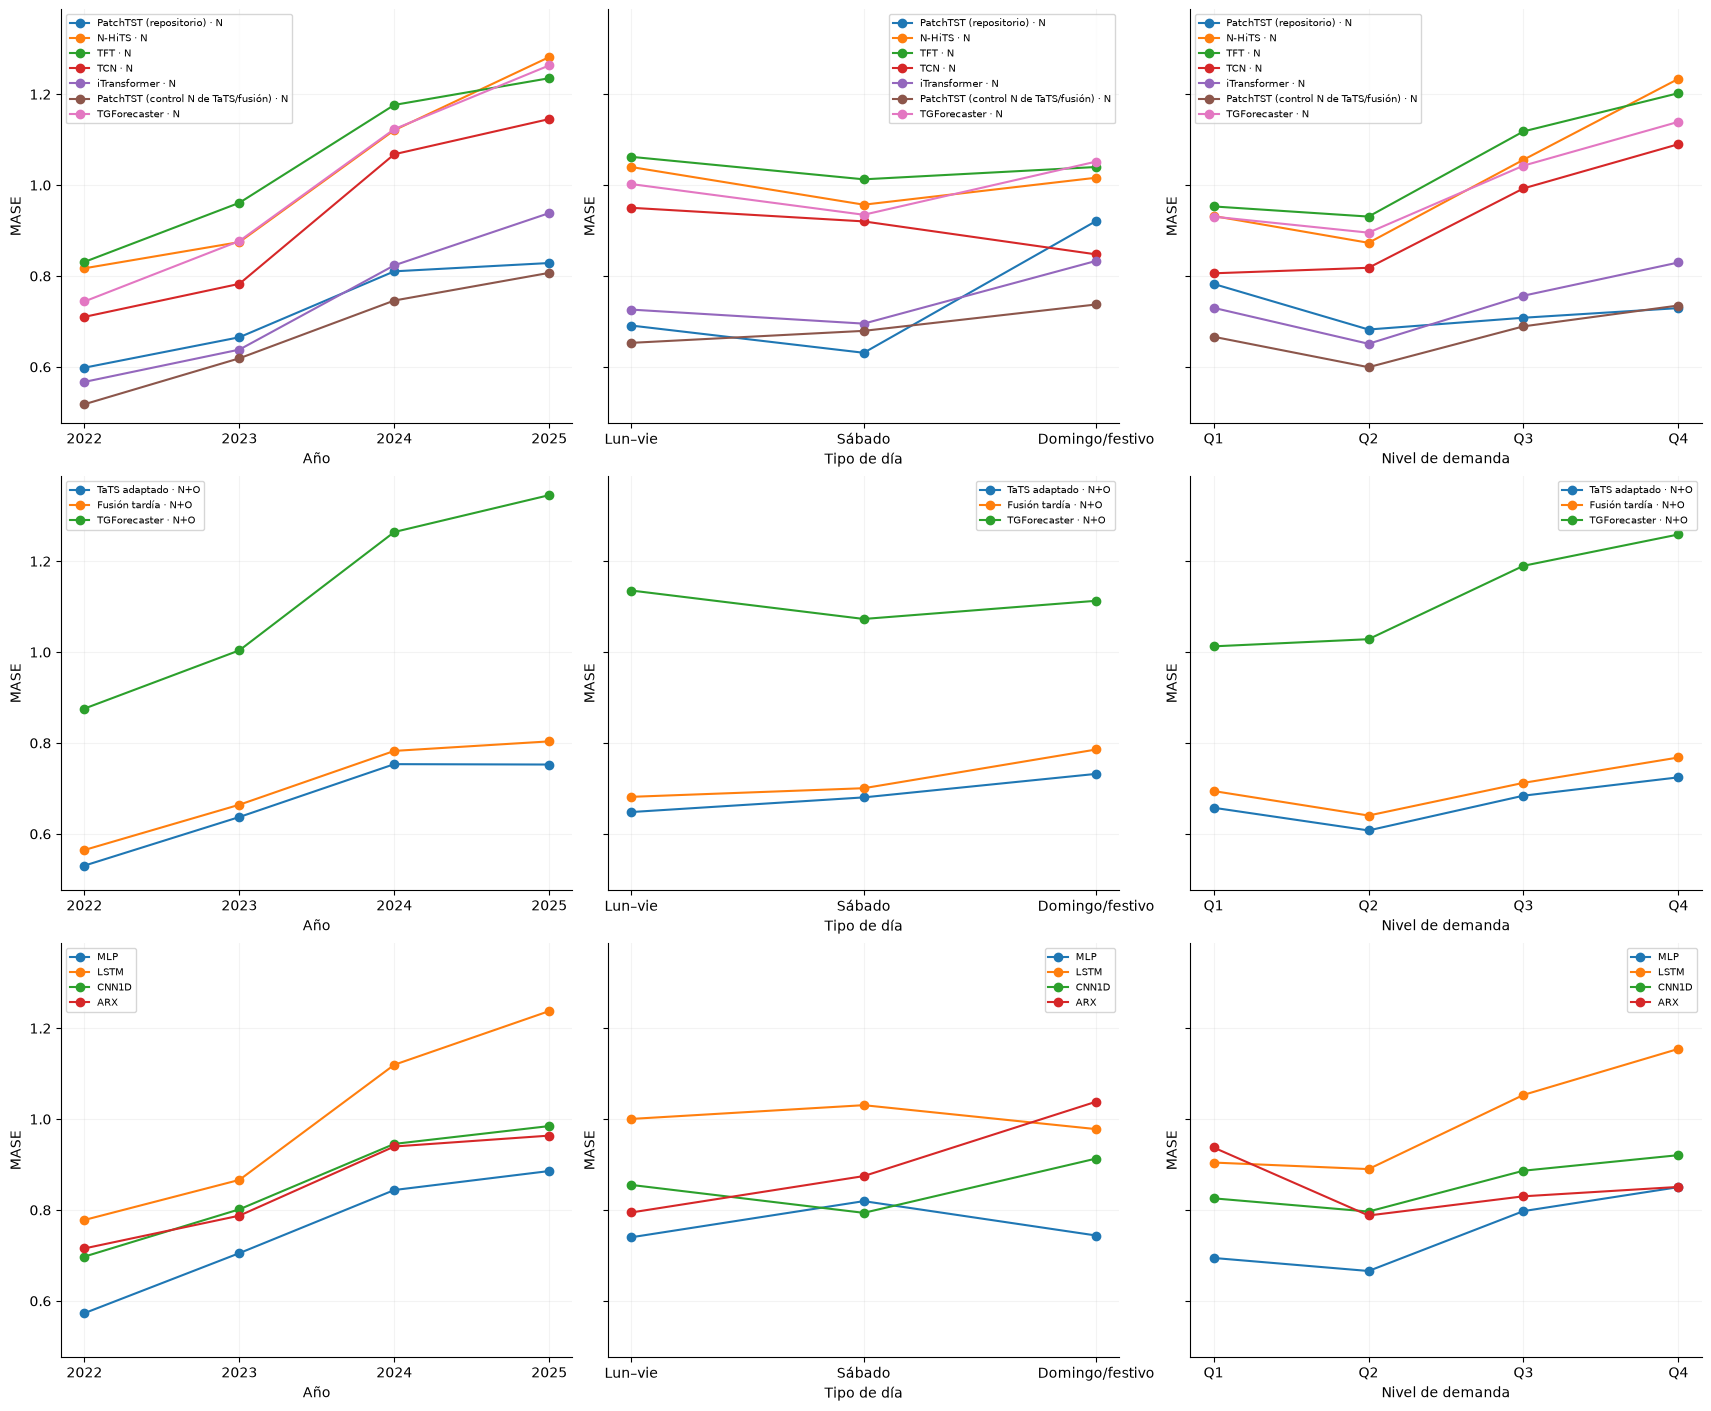 PatchTST (repositorio) · N
N-HiTS · N
TFT · N
TCN · N
iTransformer · N
PatchTST (control N de TaTS/fusión) · N
TGForecaster · N
MASE
1.2
1.0
0.8
0.6
2022 2023 2024 2025
Año
PatchTST (repositorio) · N
N-HiTS · N
TFT · N
TCN · N
iTransformer · N
PatchTST (control N de TaTS/fusión) · N
TGForecaster · N
MASE
Lun–vie Sábado Domingo/festivo
Tipo de día
PatchTST (repositorio) · N
N-HiTS · N
TFT · N
TCN · N
iTransformer · N
PatchTST (control N de TaTS/fusión) · N
TGForecaster · N
MASE
Q1 Q2 Q3 Q4
Nivel de demanda
TaTS adaptado · N+O
Fusión tardía · N+O
TGForecaster · N+O
MASE
1.2
1.0
0.8
0.6
2022 2023 2024 2025
Año
TaTS adaptado · N+O
Fusión tardía · N+O
TGForecaster · N+O
MASE
Lun–vie Sábado Domingo/festivo
Tipo de día
TaTS adaptado · N+O
Fusión tardía · N+O
TGForecaster · N+O
MASE
Q1 Q2 Q3 Q4
Nivel de demanda
MLP
LSTM
CNN1D
ARX
MASE
1.2
1.0
0.8
0.6
2022 2023 2024 2025
Año
MLP
LSTM
CNN1D
ARX
MASE
Lun–vie Sábado Domingo/festivo
Tipo de día
MLP
LSTM
CNN1D
ARX
MASE
Q1 Q2 Q3 Q4
Nivel de demanda